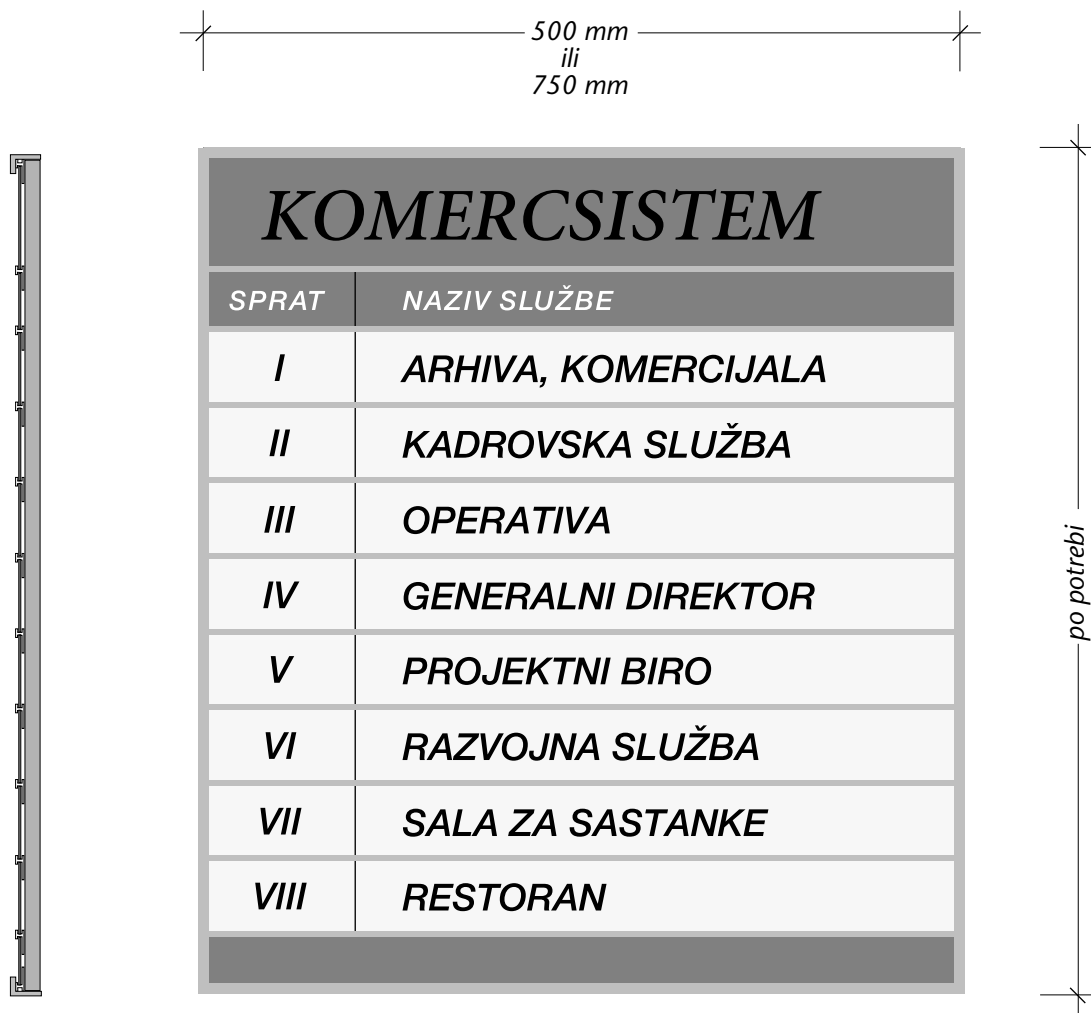 500 mm
ili
750 mm
KOMERCSISTEM
SPRAT NAZIV SLUŽBE
I ARHIVA, KOMERCIJALA
II KADROVSKA SLUŽBA
III OPERATIVA
IV GENERALNI DIREKTOR
V PROJEKTNI BIRO
VI RAZVOJNA SLUŽBA
VII SALA ZA SASTANKE
VIII RESTORAN
po potrebi